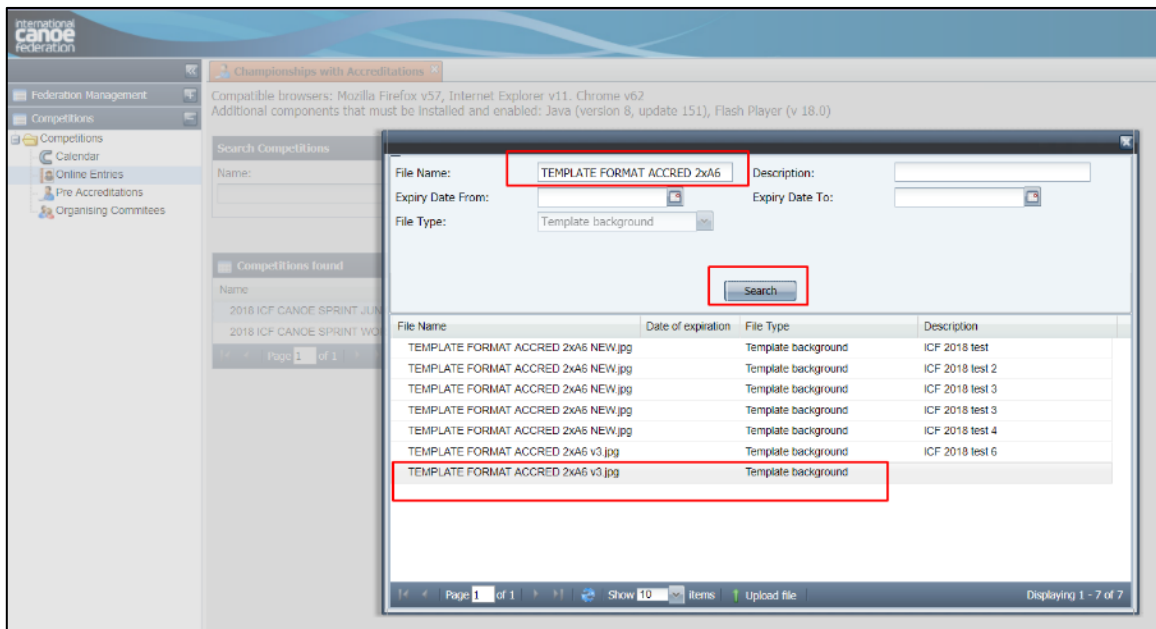 international
canoe
federation
Championships with Accreditations
Federation Management
Compatible browsers: Mozilla Firefox v57, Internet Explorer v11. Chrome v62
Competitions
Additional components that must be installed and enabled: Java (version 8, update 151), Flash Player (v 18.0)
Competitions
Calendar
Online Entries
Pre Accreditations
Organising Commitees
Search Competitions
Name:
Competitions found
Name
2018 ICF CANOE SPRINT JUN
2018 ICF CANOE SPRINT WO
Page 1 of 1
File Name: TEMPLATE FORMAT ACCRED 2xA6 Description:
Expiry Date From: Expiry Date To:
File Type: Template background
Search
File Name Date of expiration File Type Description
TEMPLATE FORMAT ACCRED 2xA6 NEW.jpg Template background ICF 2018 test
TEMPLATE FORMAT ACCRED 2xA6 NEW.jpg Template background ICF 2018 test 2
TEMPLATE FORMAT ACCRED 2xA6 NEW.jpg Template background ICF 2018 test 3
TEMPLATE FORMAT ACCRED 2xA6 NEW.jpg Template background ICF 2018 test 3
TEMPLATE FORMAT ACCRED 2xA6 NEW.jpg Template background ICF 2018 test 4
TEMPLATE FORMAT ACCRED 2xA6 v3.jpg Template background ICF 2018 test 6
TEMPLATE FORMAT ACCRED 2xA6 v3.jpg Template background
Page 1 of 1 Show 10 items Upload file Displaying 1 - 7 of 7